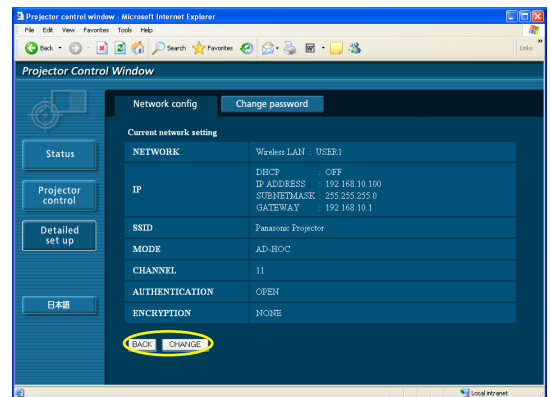 Projector control window - Microsoft Internet Explorer
File Edit View Favorites Tools Help
Back Search Favorites Links
Projector Control Window
Network config Change password
Current network setting
Status
Projector control
Detailed set up
日本語
NETWORK Wireless LAN : USER1
IP
DHCP : OFF
IP ADDRESS : 192.168.10.100
SUBNETMASK : 255.255.255.0
GATEWAY : 192.168.10.1
SSID Panasonic Projector
MODE AD-HOC
CHANNEL 11
AUTHENTICATION OPEN
ENCRYPTION NONE
BACK CHANGE
Local intranet